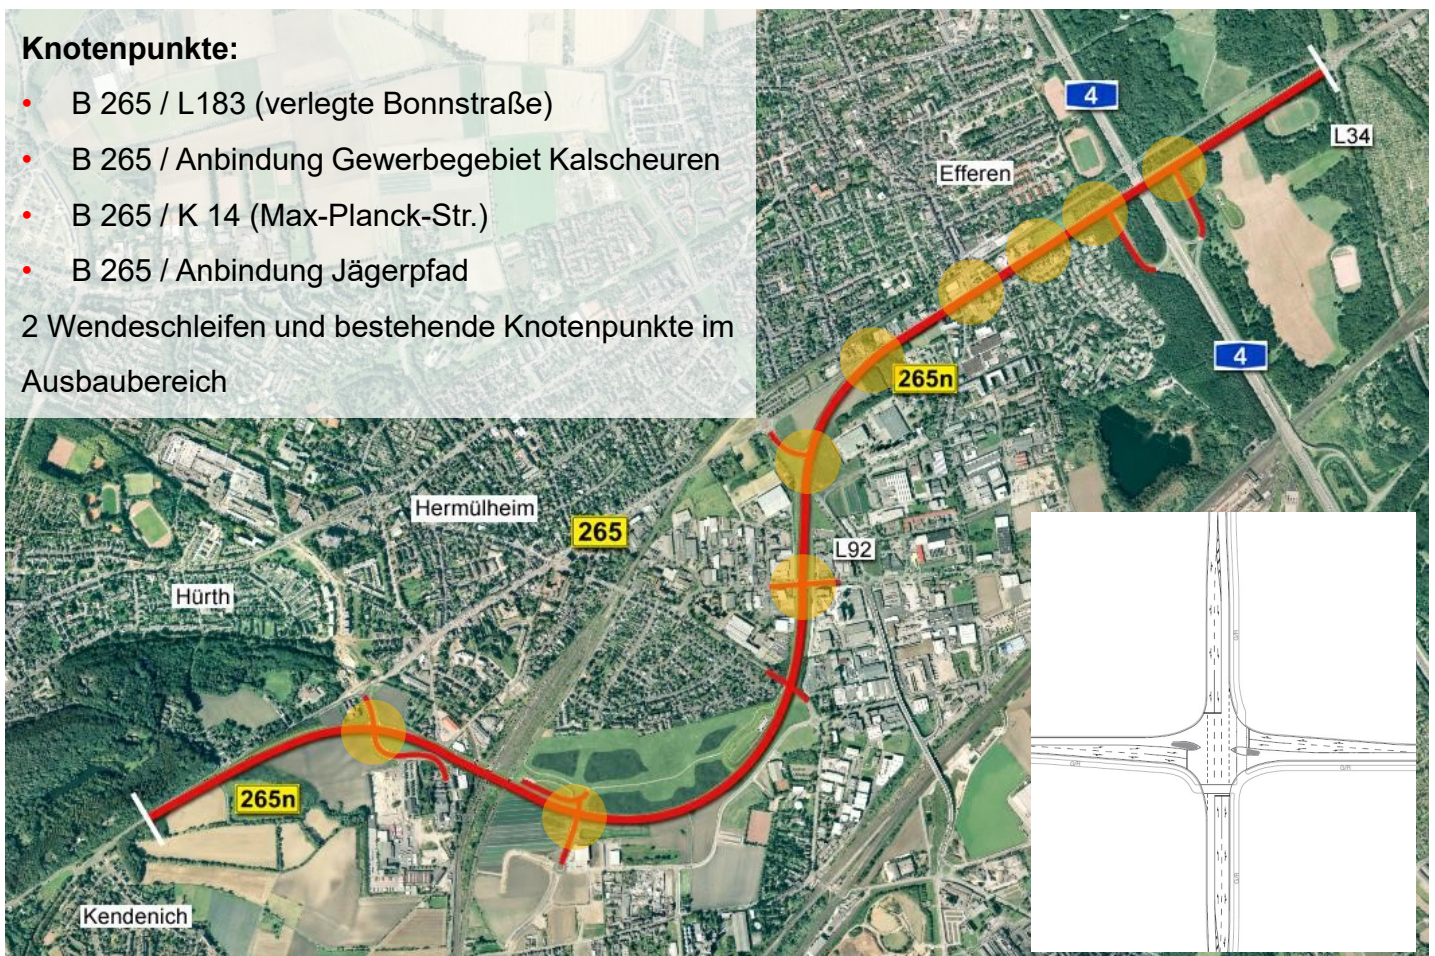 Knotenpunkte:
• B 265 / L183 (verlegte Bonnstraße)
• B 265 / Anbindung Gewerbegebiet Kalscheuren
• B 265 / K 14 (Max-Planck-Str.)
• B 265 / Anbindung Jägerpfad
2 Wendeschleifen und bestehende Knotenpunkte im
Ausbaubereich
4
L34
Efferen
4
265n
Hermülheim
265
L92
Hürth
265n
Kendenich
G/R
G/R
G/R
G/R